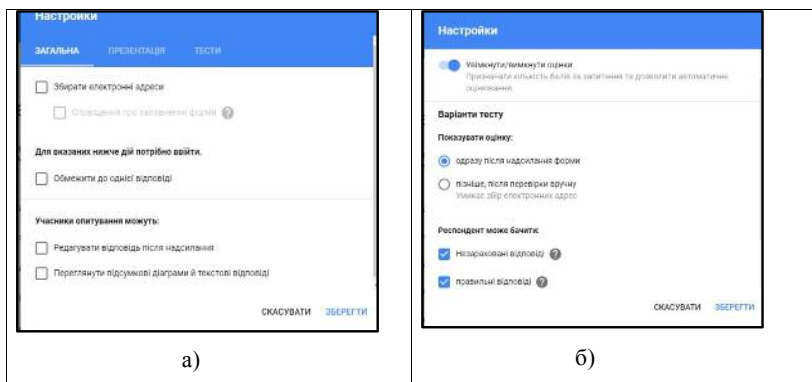 Настройки
ЗАГАЛЬНА ПРЕЗЕНТАЦІЯ ТЕСТИ
Збирати електронні адреси
Сповіщення про заповнення форми
Для вказаних нижче дій потрібно ввійти.
Обмежити до однієї відповіді
Учасники опитування можуть:
Редагувати відповідь після надсилання
Переглянути підсумкові діаграми й текстові відповіді
СКАСУВАТИ ЗБЕРЕГТИ
а)
Настройки
Увімкнути/вимкнути оцінки
Призначати кількість балів за запитання та дозволити автоматичне
оцінювання.
Варіанти тесту
Показувати оцінку:
одразу після надсилання форми
пізніше, після перевірки вручну
Умикає збір електронних адрес
Респондент може бачити:
Незараховані відповіді
правильні відповіді
СКАСУВАТИ ЗБЕРЕГТИ
б)